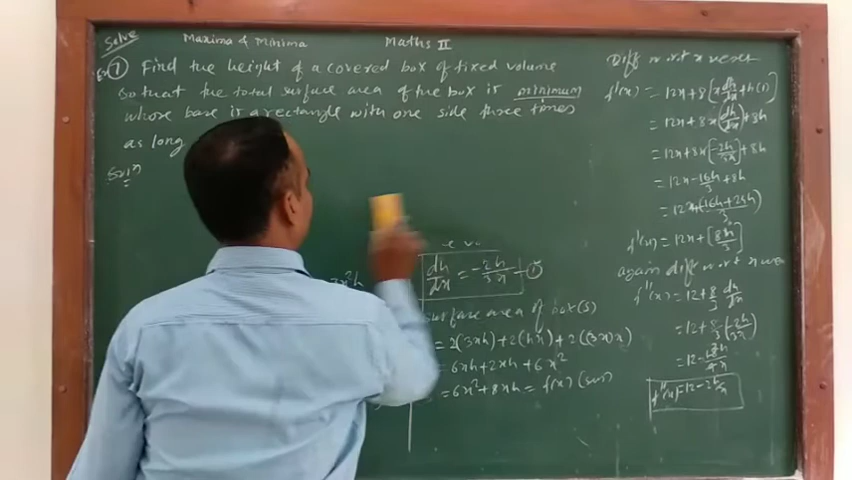 Solve
Maxima & Minima Maths II
Ex ① Find the height of a covered box of fixed volume
so that the total surface area of the box is minimum
whose base is a rectangle with one side three times
as long
Solⁿ
3x²h
dh/dx = -2h/3x
surface area of box(s)
= 2(3xh)+2(hx)+2((3x)x)
= 6xh+2xh+6x²
= 6x²+8xh = f(x) (say)
Diff w.r.t x
f'(x) = 12x+8[x dh/dx + h(1)]
= 12x+8x(dh/dx)+8h
= 12x+8x[-2h/3x]+8h
= 12x-16h/3+8h
f'(x) = 12x+[8h/3]
again diff w.r.t x
f''(x) = 12+8/3 dh/dx
= 12+8/3(-2h/3x)